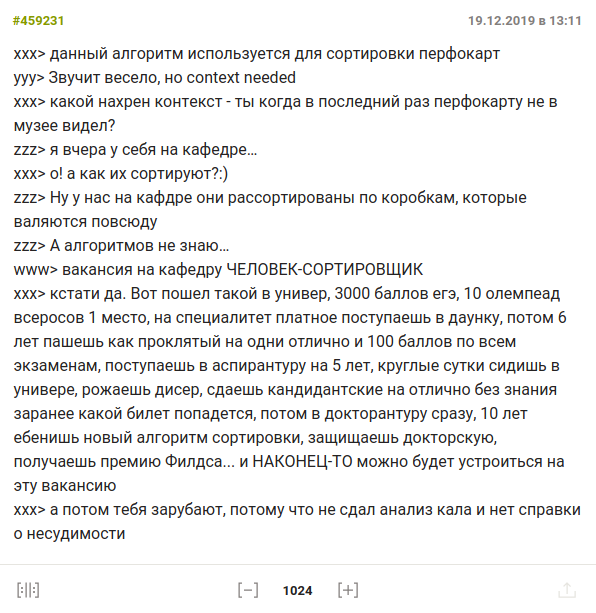 #459231 19.12.2019 в 13:11
xxx> данный алгоритм используется для сортировки перфокарт
yyy> Звучит весело, но context needed
xxx> какой нахрен контекст - ты когда в последний раз перфокарту не в
музее видел?
zzz> я вчера у себя на кафедре…
xxx> о! а как их сортируют?:)
zzz> Ну у нас на кафдре они рассортированы по коробкам, которые
валяются повсюду
zzz> А алгоритмов не знаю…
www> вакансия на кафедру ЧЕЛОВЕК-СОРТИРОВЩИК
xxx> кстати да. Вот пошел такой в универ, 3000 баллов егэ, 10 олемпеад
всеросов 1 место, на специалитет платное поступаешь в даунку, потом 6
лет пашешь как проклятый на одни отлично и 100 баллов по всем
экзаменам, поступаешь в аспирантуру на 5 лет, круглые сутки сидишь в
универе, рожаешь дисер, сдаешь кандидантские на отлично без знания
заранее какой билет попадется, потом в докторантуру сразу, 10 лет
ебенишь новый алгоритм сортировки, защищаешь докторскую,
получаешь премию Филдса... и НАКОНЕЦ-ТО можно будет устроиться на
эту вакансию
xxx> а потом тебя зарубают, потому что не сдал анализ кала и нет справки
о несудимости
[:||:] [-] 1024 [+]